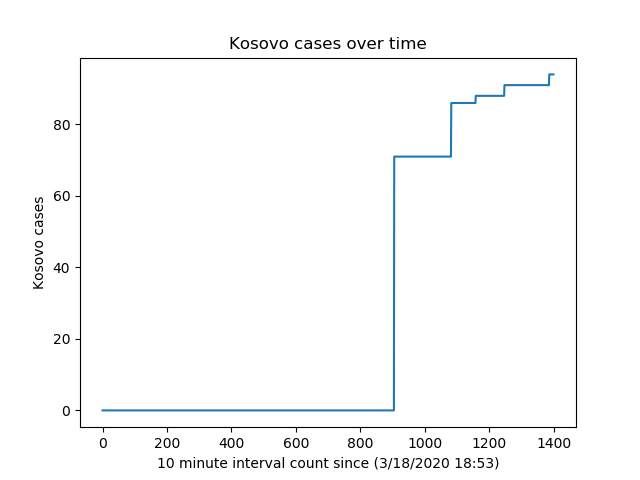 Kosovo cases over time
Kosovo cases
80
60
40
20
0
0 200 400 600 800 1000 1200 1400
10 minute interval count since (3/18/2020 18:53)